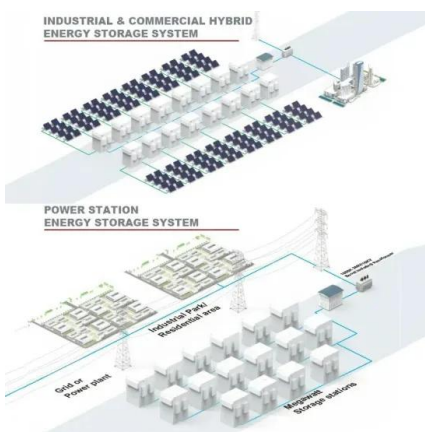 INDUSTRIAL & COMMERCIAL HYBRID
ENERGY STORAGE SYSTEM
POWER STATION
ENERGY STORAGE SYSTEM
Industrial Park/
Residential area
Grid or
Power plant
Megawatt
Storage stations